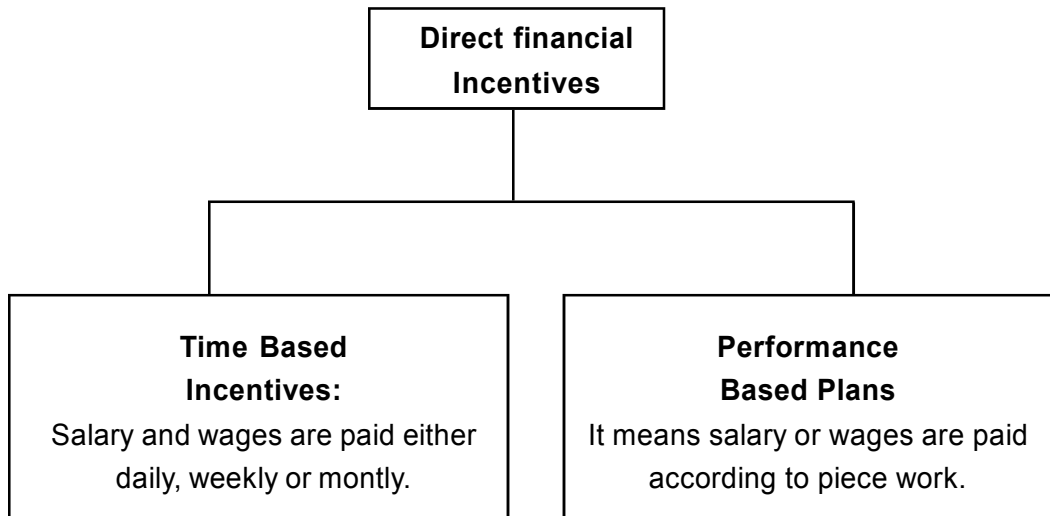 Direct financial
Incentives
Time Based
Incentives:
Salary and wages are paid either
daily, weekly or montly.
Performance
Based Plans
It means salary or wages are paid
according to piece work.